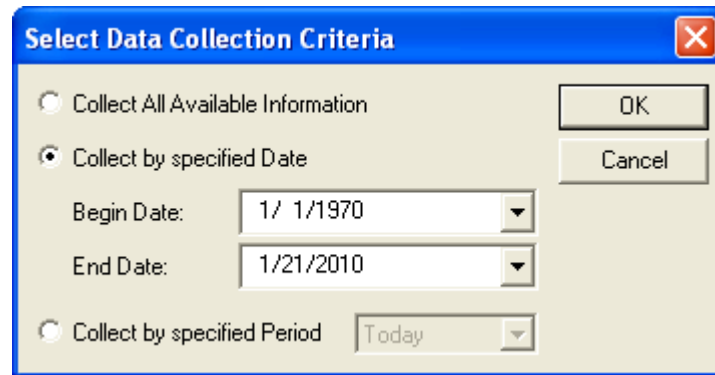 Select Data Collection Criteria
Collect All Available Information
OK
Collect by specified Date
Cancel
Begin Date: 1/ 1/1970
End Date: 1/21/2010
Collect by specified Period Today